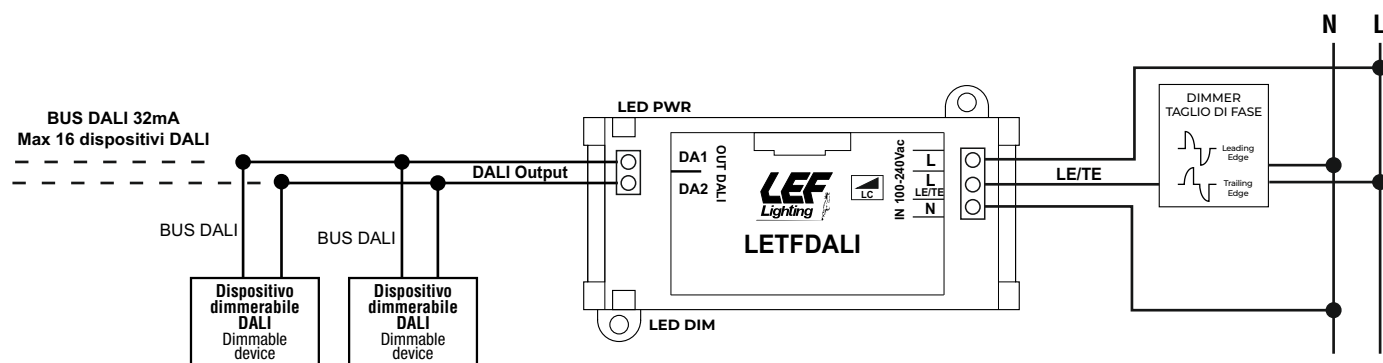 N L
BUS DALI 32mA
Max 16 dispositivi DALI
LED PWR
DIMMER
TAGLIO DI FASE
Leading
Edge
Trailing
Edge
DALI Output
DA1
DA2
OUT DALI
LEF
Lighting
LC
IN 100-240Vac
L
L
LE/TE
N
LE/TE
LETFDALI
BUS DALI
BUS DALI
LED DIM
Dispositivo
dimmerabile
DALI
Dimmable
device
Dispositivo
dimmerabile
DALI
Dimmable
device